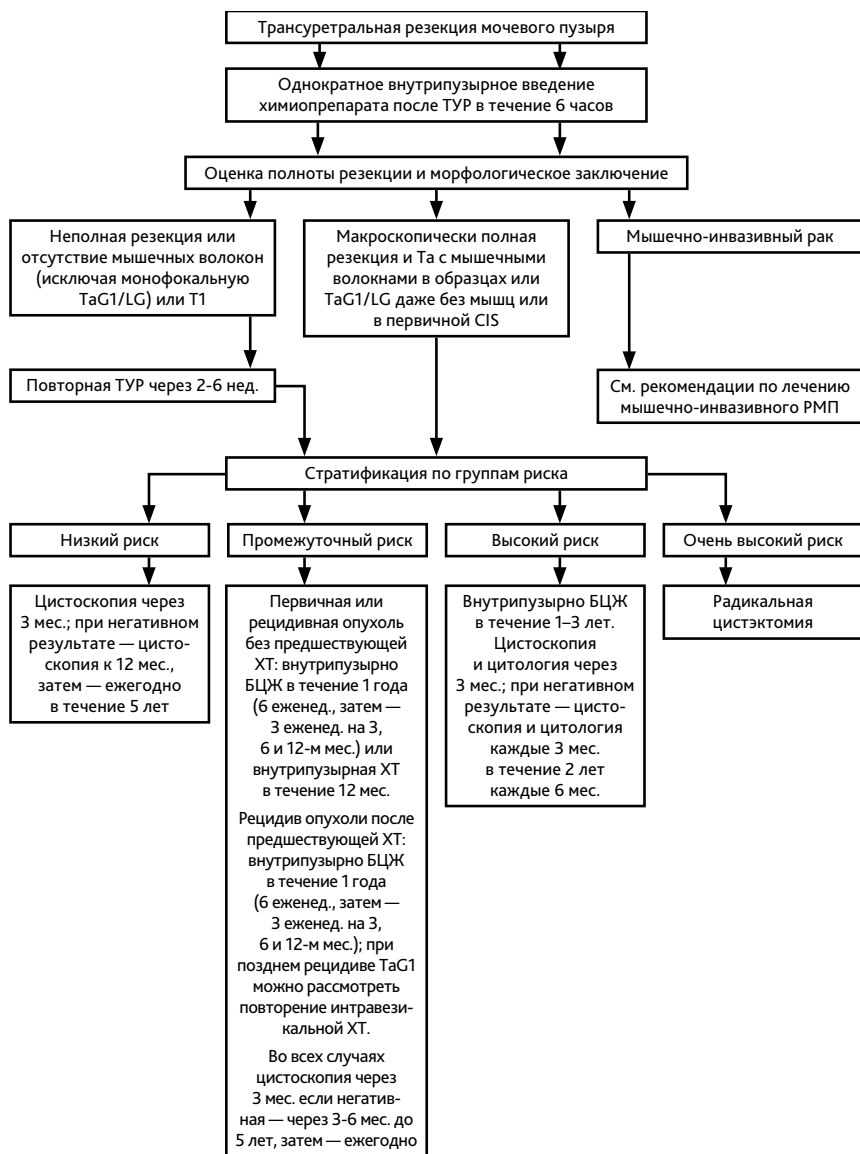 Трансуретральная резекция мочевого пузыря
Однократное внутрипузырное введение
химиопрепарата после ТУР в течение 6 часов
Оценка полноты резекции и морфологическое заключение
Неполная резекция или
отсутствие мышечных волокон
(исключая монофокальную
TaG1/LG) или T1
Макроскопически полная
резекция и Та с мышечными
волокнами в образцах или
TaG1/LG даже без мышц или
в первичной CIS
Мышечно-инвазивный рак
Повторная ТУР через 2-6 нед.
См. рекомендации по лечению
мышечно-инвазивного РМП
Стратификация по группам риска
Низкий риск
Промежуточный риск
Высокий риск
Очень высокий риск
Цистоскопия через
3 мес.; при негативном
результате — цисто-
скопия к 12 мес.,
затем — ежегодно
в течение 5 лет
Первичная или
рецидивная опухоль
без предшествующей
ХТ: внутрипузырно
БЦЖ в течение 1 года
(6 еженед., затем —
3 еженед. на 3,
6 и 12-м мес.) или
внутрипузырная ХТ
в течение 12 мес.
Рецидив опухоли после
предшествующей ХТ:
внутрипузырно БЦЖ
в течение 1 года
(6 еженед., затем —
3 еженед. на 3,
6 и 12-м мес.); при
позднем рецидиве TaG1
можно рассмотреть
повторение интравези-
кальной ХТ.
Во всех случаях
цистоскопия через
3 мес. если негатив-
ная — через 3-6 мес. до
5 лет, затем — ежегодно
Внутрипузырно БЦЖ
в течение 1–3 лет.
Цистоскопия
и цитология через
3 мес.; при негативном
результате — цисто-
скопия и цитология
каждые 3 мес.
в течение 2 лет
каждые 6 мес.
Радикальная
цистэктомия